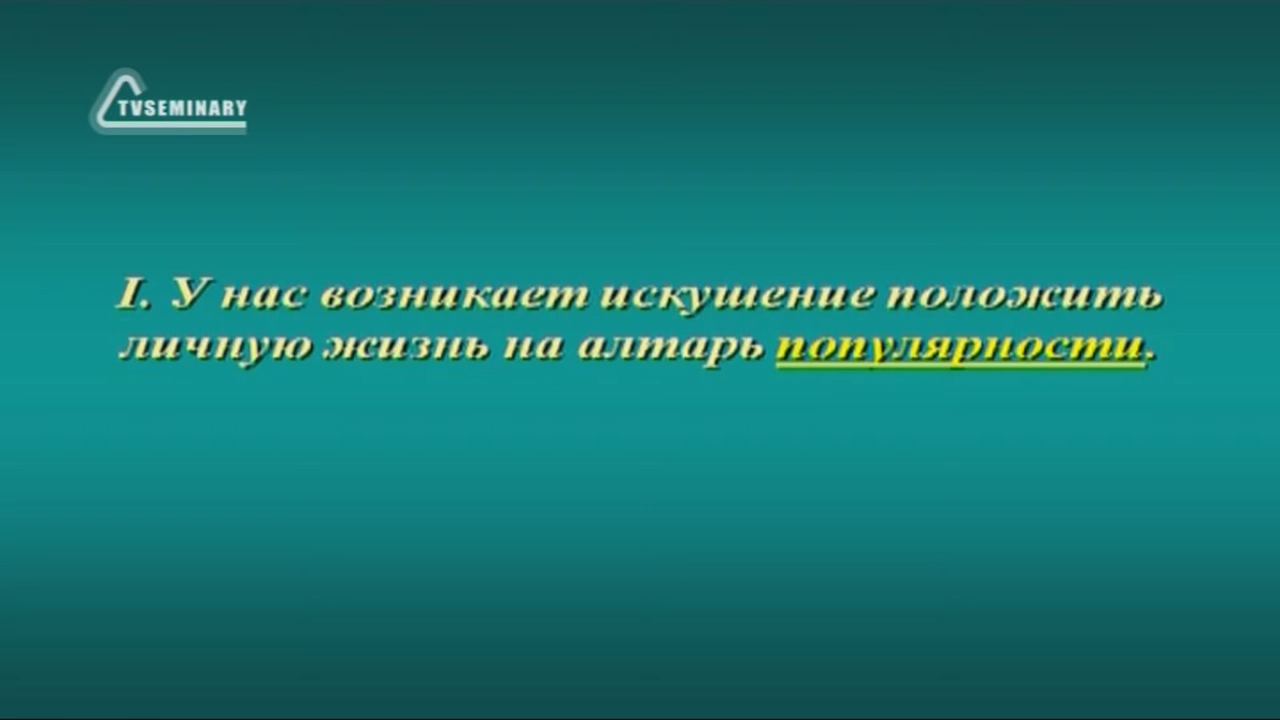 TVSEMINARY
I. У нас возникает искушение положить
личную жизнь на алтарь популярности.